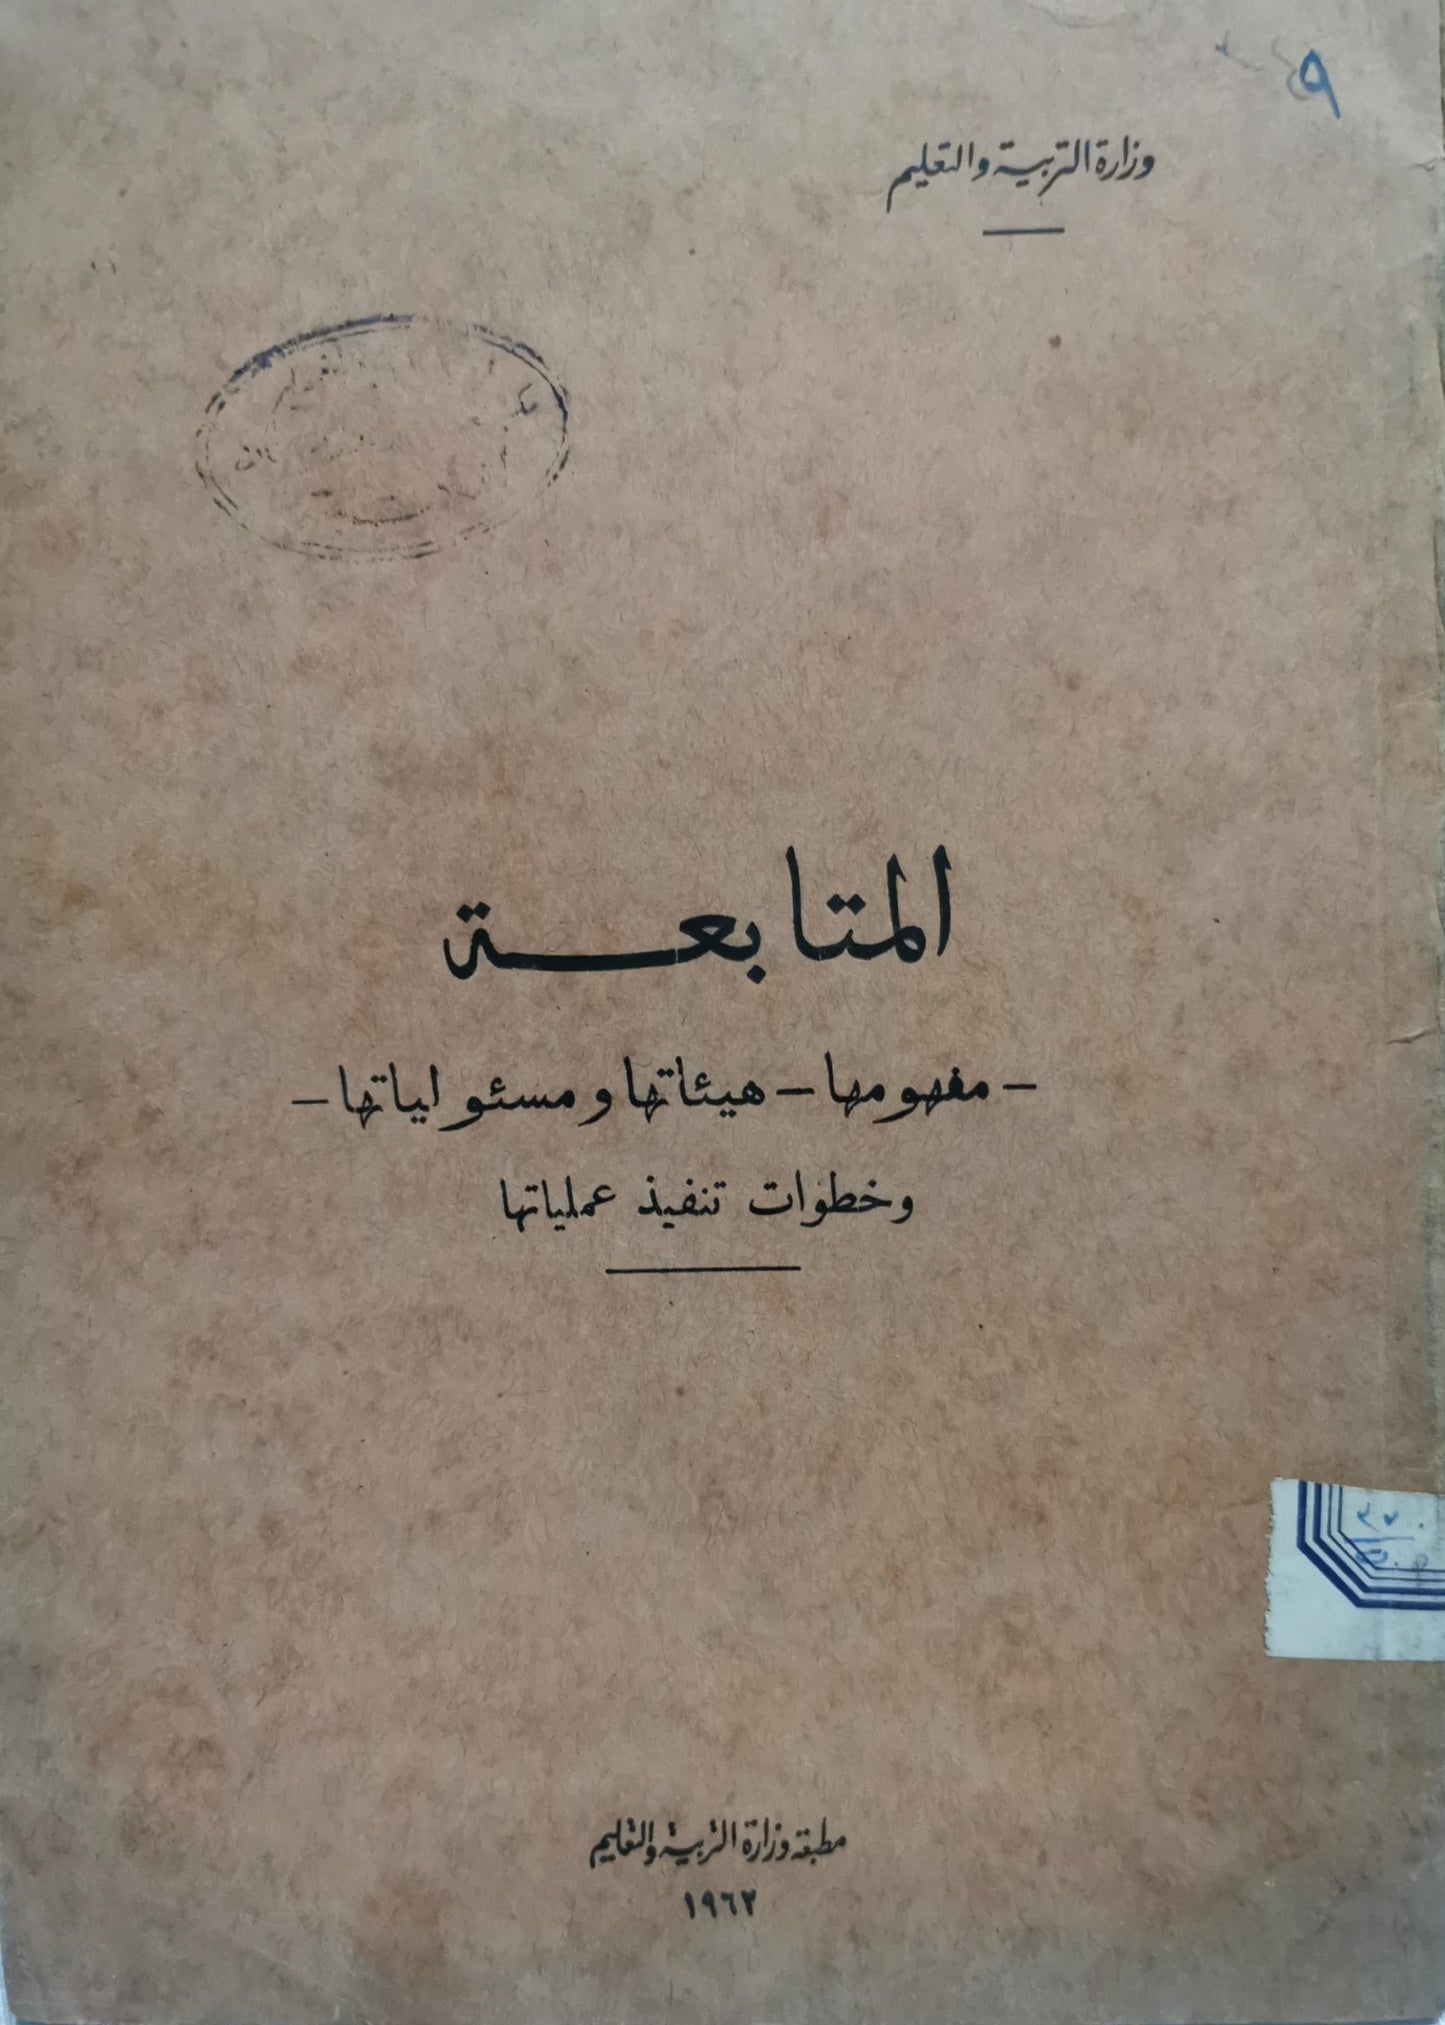 ٩
وزارة التربية والتعليم
المتابعة
- مفهومها - هيئاتها ومسئولياتها -
وخطوات تنفيذ عملياتها
مطبعة وزارة التربية والتعليم
١٩٦٢